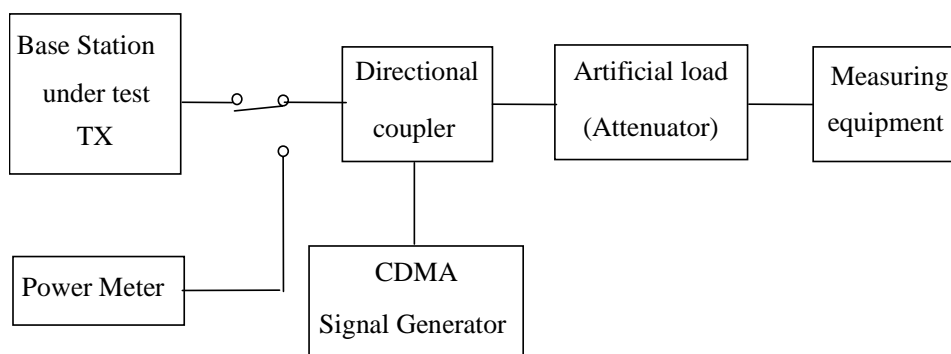 Base Station
under test
TX
Directional
coupler
Artificial load
(Attenuator)
Measuring
equipment
Power Meter
CDMA
Signal Generator